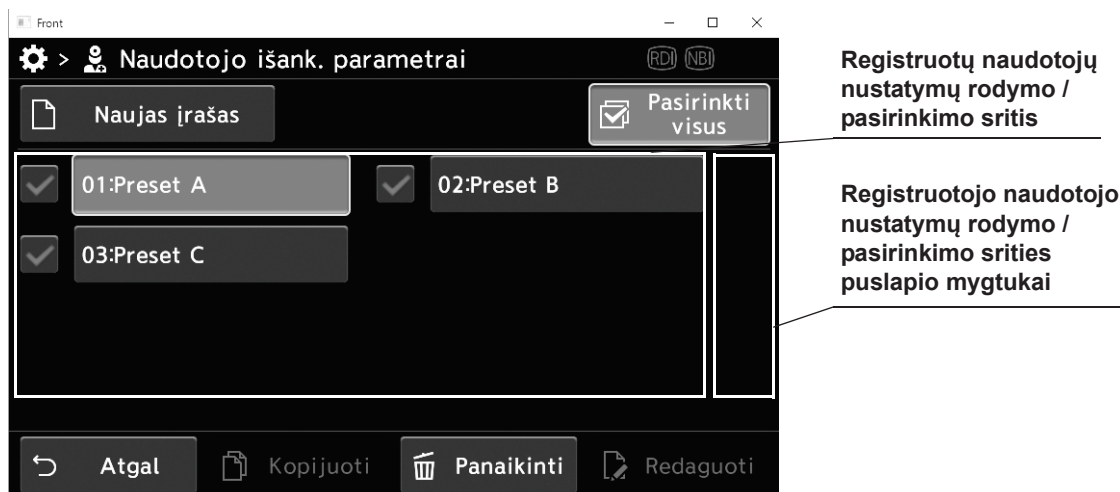 Front
> Naudotojo išank. parametrai RDI NBI
Naujas įrašas
Pasirinkti
visus
01:Preset A
02:Preset B
03:Preset C
Atgal
Kopijuoti
Panaikinti
Redaguoti
Registruotų naudotojų
nustatymų rodymo /
pasirinkimo sritis
Registruotojo naudotojo
nustatymų rodymo /
pasirinkimo srities
puslapio mygtukai